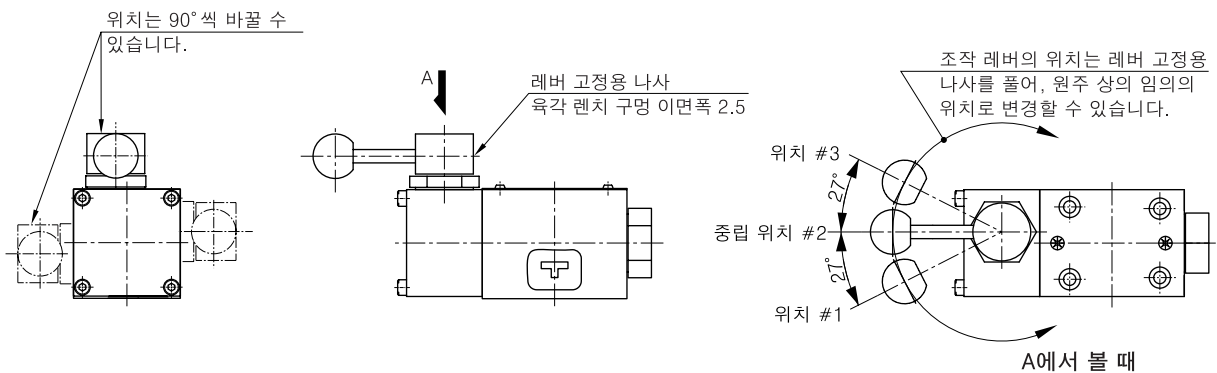 위치는 90°씩 바꿀 수
있습니다.
A
레버 고정용 나사
육각 렌치 구멍 이면폭 2.5
조작 레버의 위치는 레버 고정용
나사를 풀어, 원주 상의 임의의
위치로 변경할 수 있습니다.
위치 #3
27°
중립 위치 #2
27°
위치 #1
A에서 볼 때